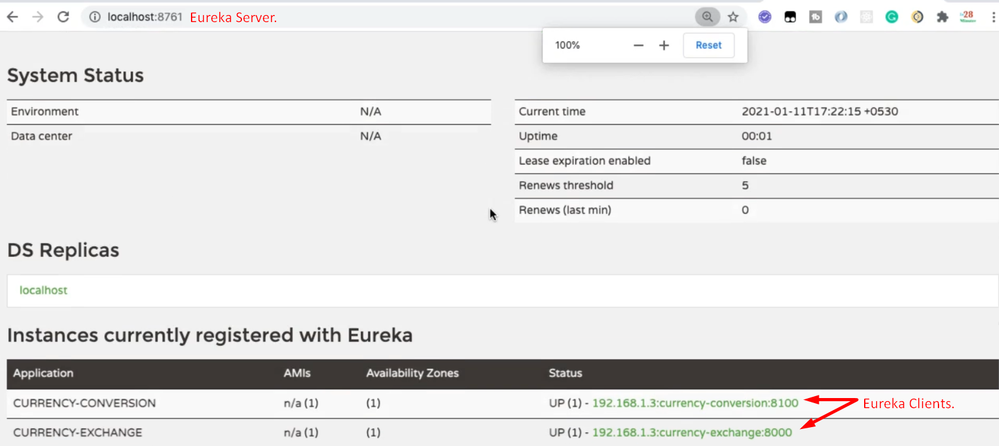 localhost:8761 Eureka Server.
100% Reset
System Status
Environment N/A
Data center N/A
Current time 2021-01-11T17:22:15 +0530
Uptime 00:01
Lease expiration enabled false
Renews threshold 5
Renews (last min) 0
DS Replicas
localhost
Instances currently registered with Eureka
Application AMIs Availability Zones Status
CURRENCY-CONVERSION n/a (1) (1) UP (1) - 192.168.1.3:currency-conversion:8100 Eureka Clients.
CURRENCY-EXCHANGE n/a (1) (1) UP (1) - 192.168.1.3:currency-exchange:8000